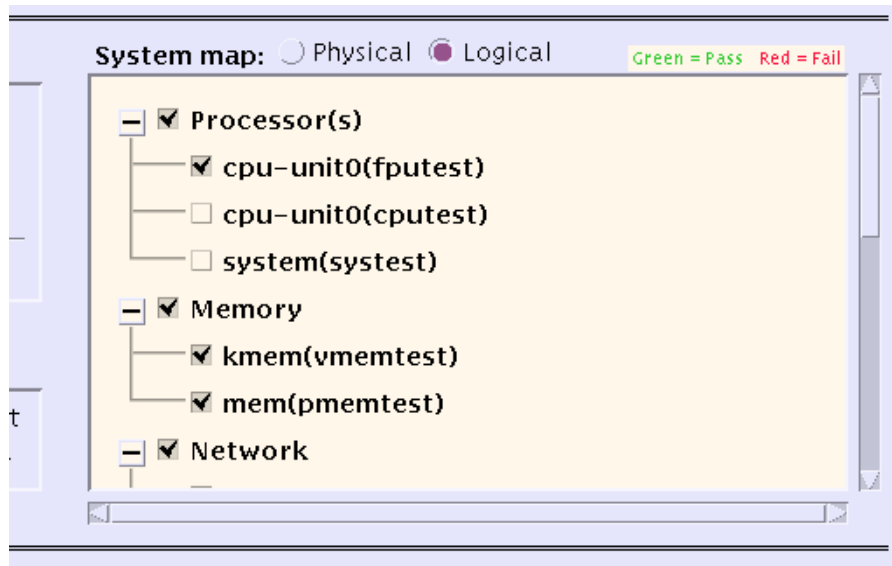 System map: Physical Logical
Green = Pass Red = Fail
Processor(s)
cpu-unit0(fputest)
cpu-unit0(cputest)
system(systest)
Memory
kmem(vmemtest)
mem(pmemtest)
t
Network